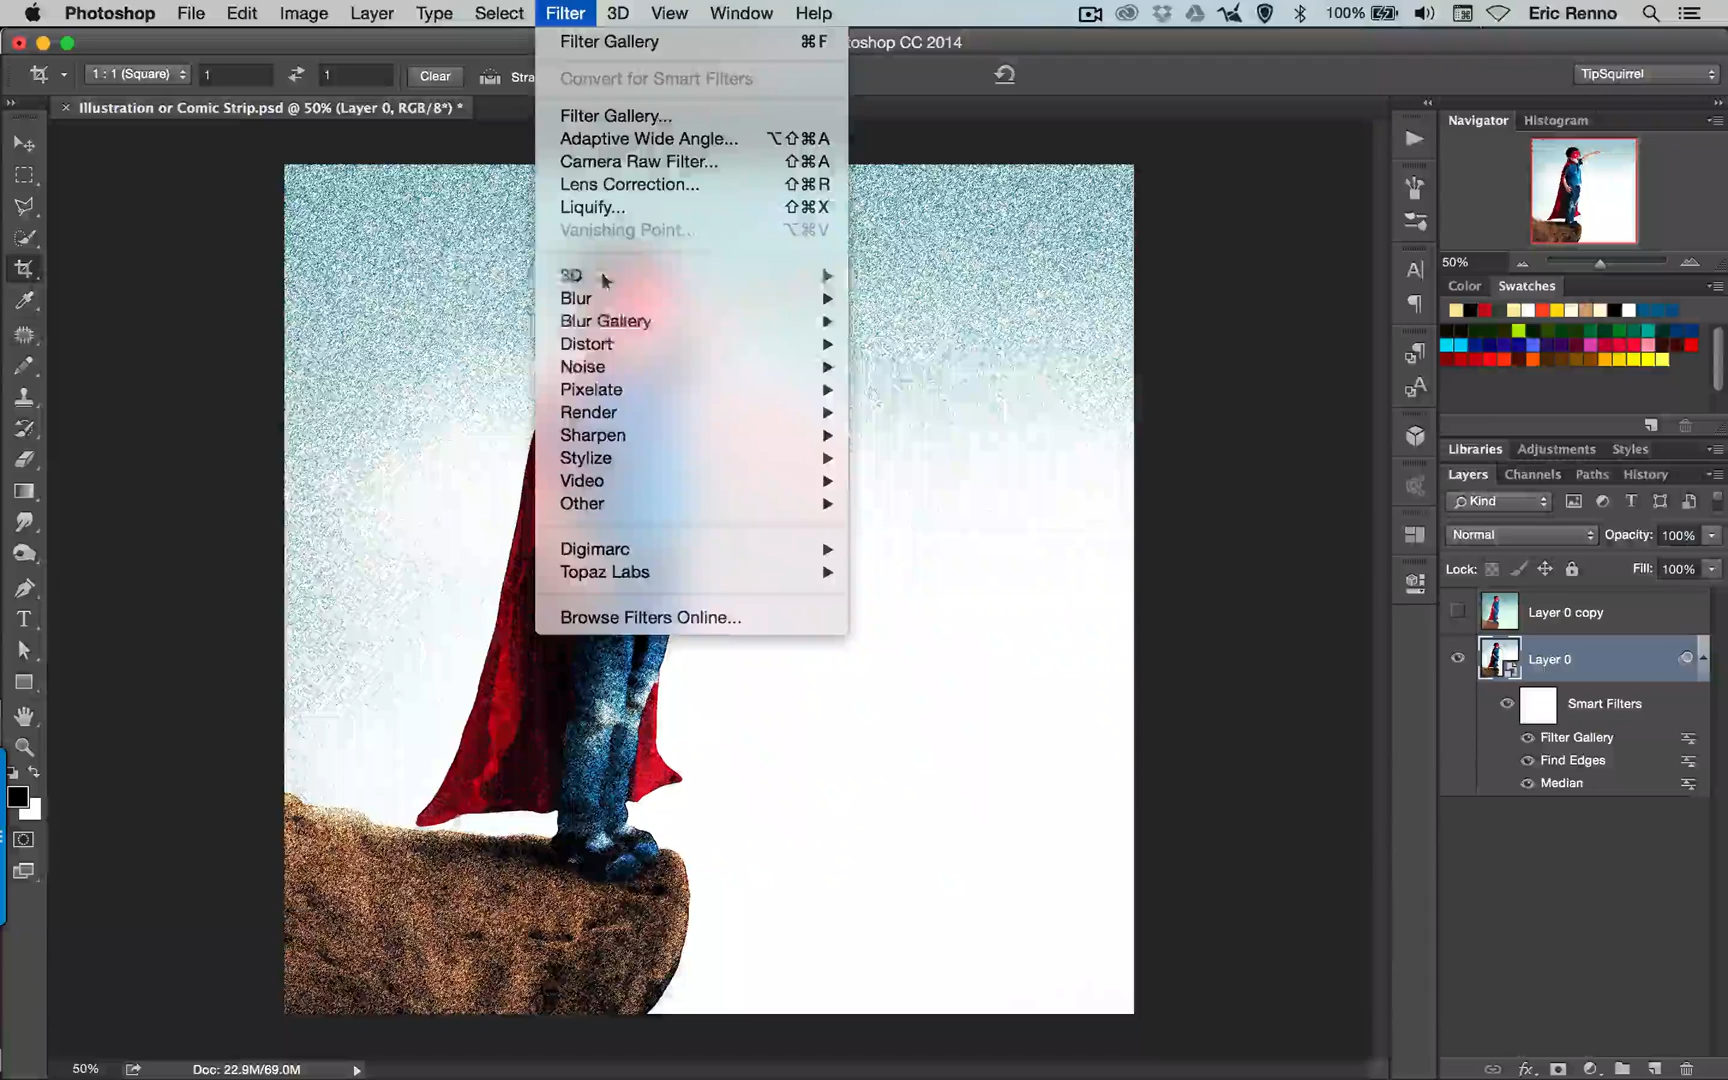 Photoshop File Edit Image Layer Type Select Filter 3D View Window Help 100% Eric Renno
toshop CC 2014
1 : 1 (Square) 1 1 Clear Stra TipSquirrel
Illustration or Comic Strip.psd @ 50% (Layer 0, RGB/8*) *
Filter Gallery ⌘F
Convert for Smart Filters
Filter Gallery...
Adaptive Wide Angle... ⌥⇧⌘A
Camera Raw Filter... ⇧⌘A
Lens Correction... ⇧⌘R
Liquify... ⇧⌘X
Vanishing Point... ⌥⌘V
3D
Blur
Blur Gallery
Distort
Noise
Pixelate
Render
Sharpen
Stylize
Video
Other
Digimarc
Topaz Labs
Browse Filters Online...
Navigator Histogram
50%
Color Swatches
Libraries Adjustments Styles
Layers Channels Paths History
Kind
Normal Opacity: 100%
Lock: Fill: 100%
Layer 0 copy
Layer 0
Smart Filters
Filter Gallery
Find Edges
Median
50% Doc: 22.9M/69.0M